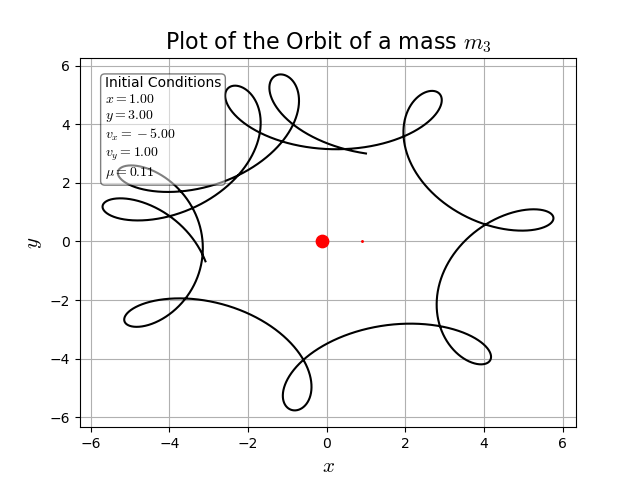 Plot of the Orbit of a mass m₃
Initial Conditions
x = 1.00
y = 3.00
vₓ = −5.00
v_y = 1.00
μ = 0.11
6
4
2
0
−2
−4
−6
y
−6 −4 −2 0 2 4 6
x